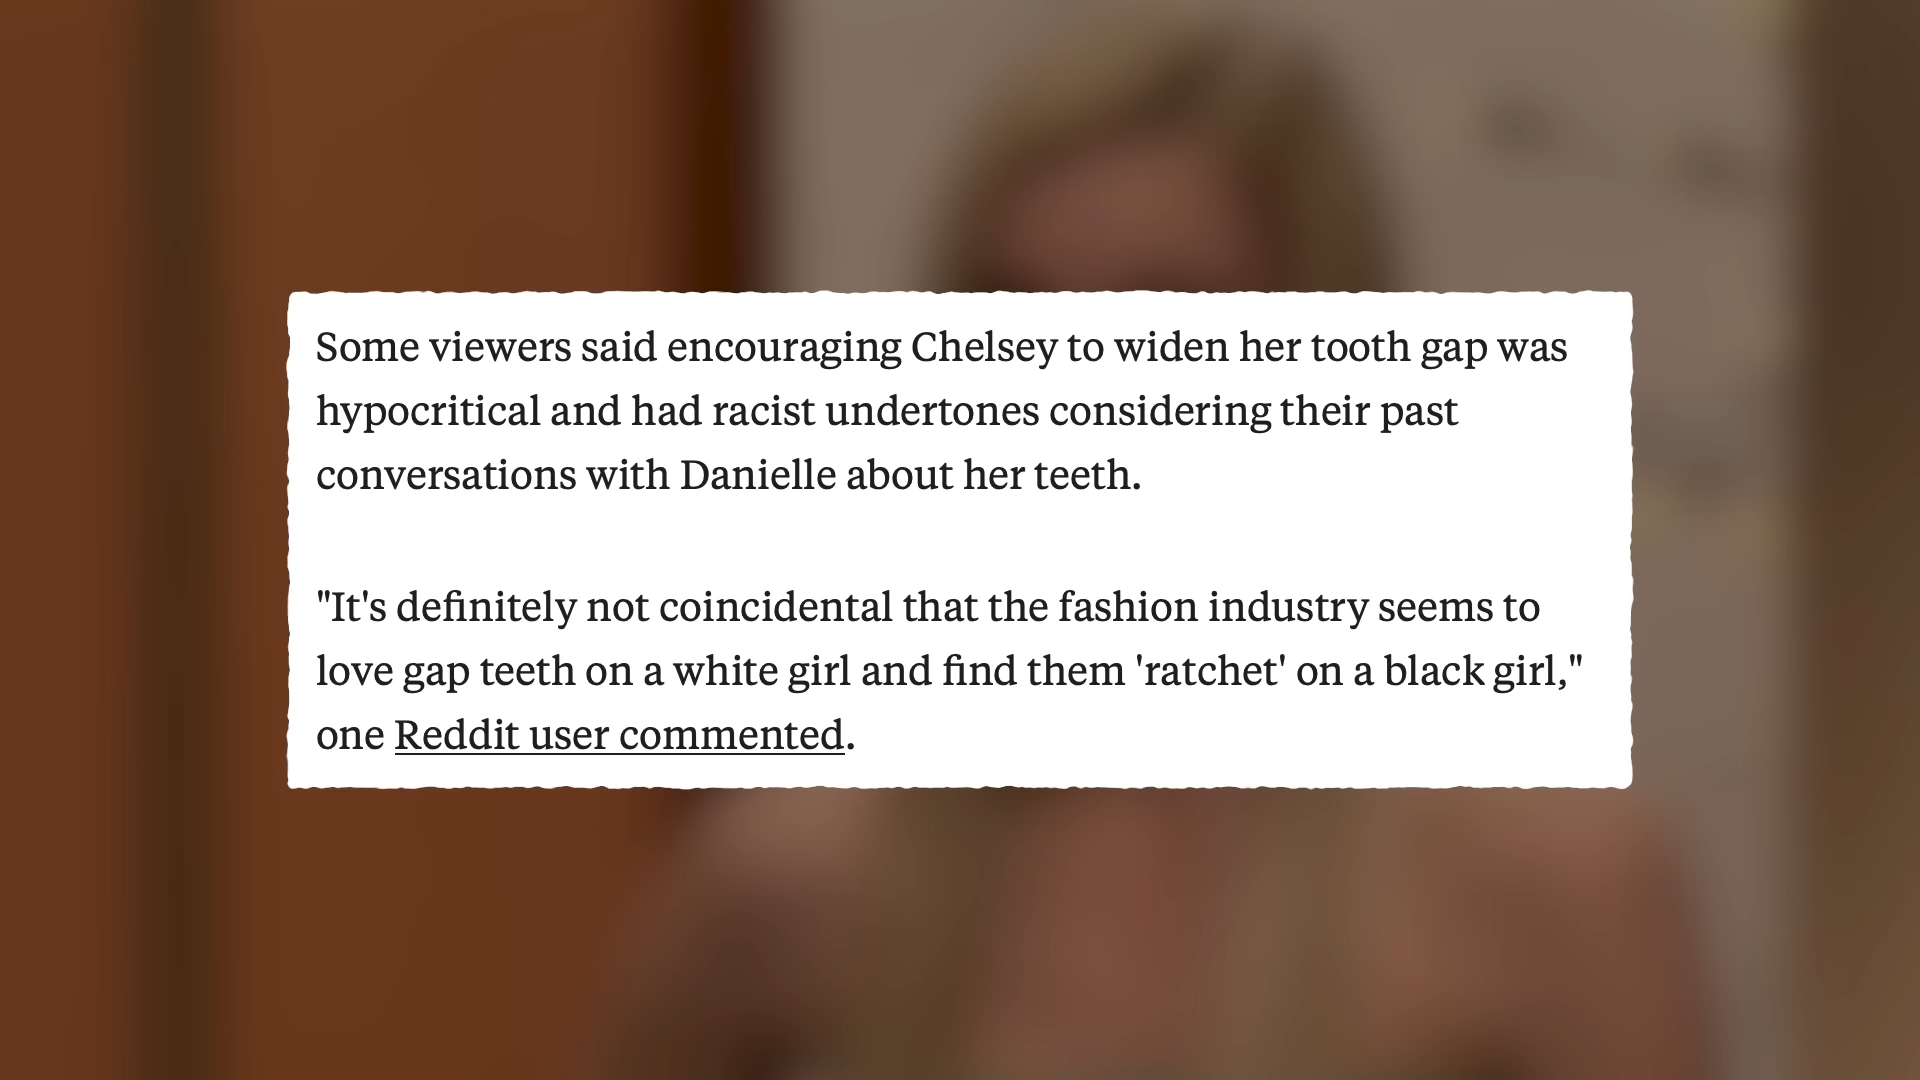 Some viewers said encouraging Chelsey to widen her tooth gap was
hypocritical and had racist undertones considering their past
conversations with Danielle about her teeth.
"It's definitely not coincidental that the fashion industry seems to
love gap teeth on a white girl and find them 'ratchet' on a black girl,"
one Reddit user commented.